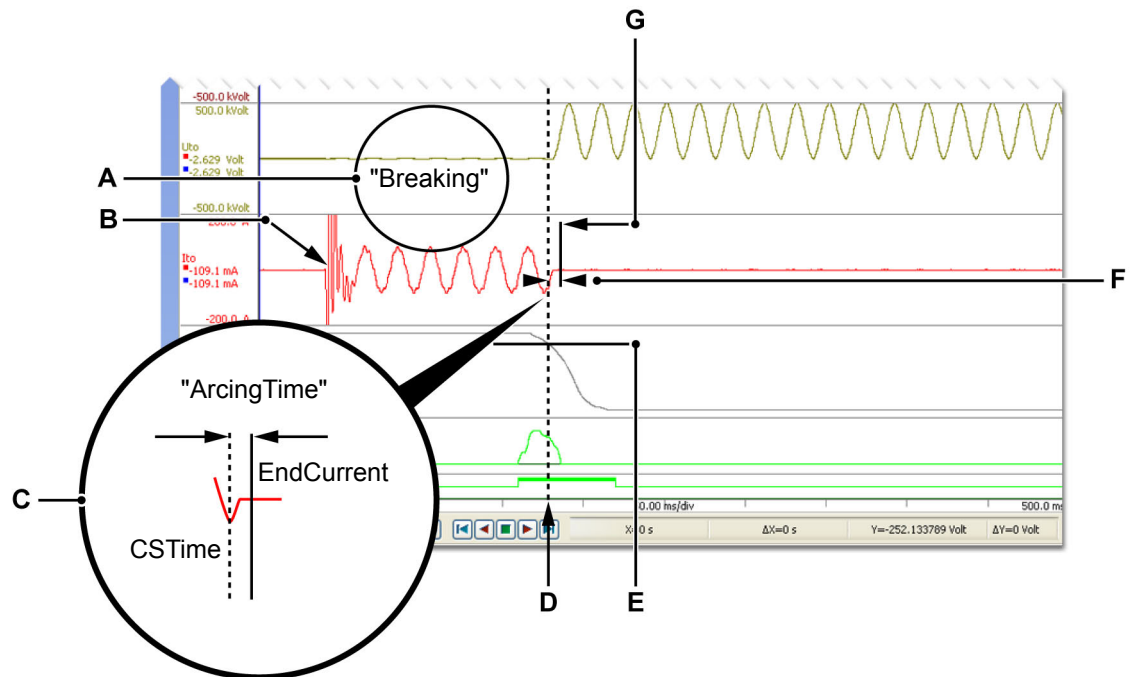 G
-500.0 kVolt
500.0 kVolt
Uto
-2.629 Volt
-2.629 Volt
A
"Breaking"
-500.0 kVolt
B
200.0 A
Ito
-109.1 mA
-109.1 mA
F
-200.0 A
"ArcingTime"
EndCurrent
C
CSTime
0.00 ms/div
500.0 ms
X=0 s
ΔX=0 s
Y=-252.133789 Volt
ΔY=0 Volt
D
E